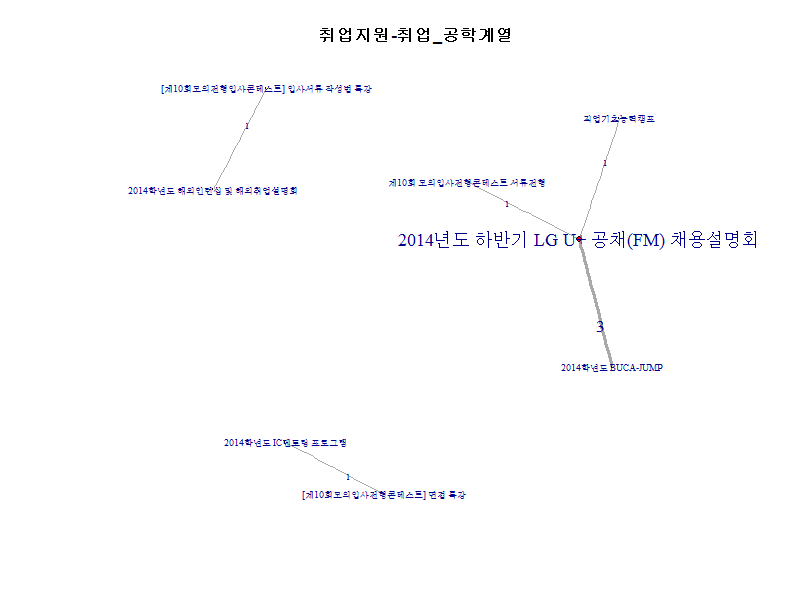 취업지원-취업_공학계열
[제10회모의전형입사콘테스트] 입사서류 작성법 특강
1
2014학년도 해외인턴십 및 해외취업설명회
직업기초능력캠프
1
제10회 모의입사전형콘테스트 서류전형
1
2014년도 하반기 LG U+ 공채(FM) 채용설명회
3
2014학년도 BUCA-JUMP
2014학년도 IC멘토링 프로그램
1
[제10회모의입사전형콘테스트] 면접 특강